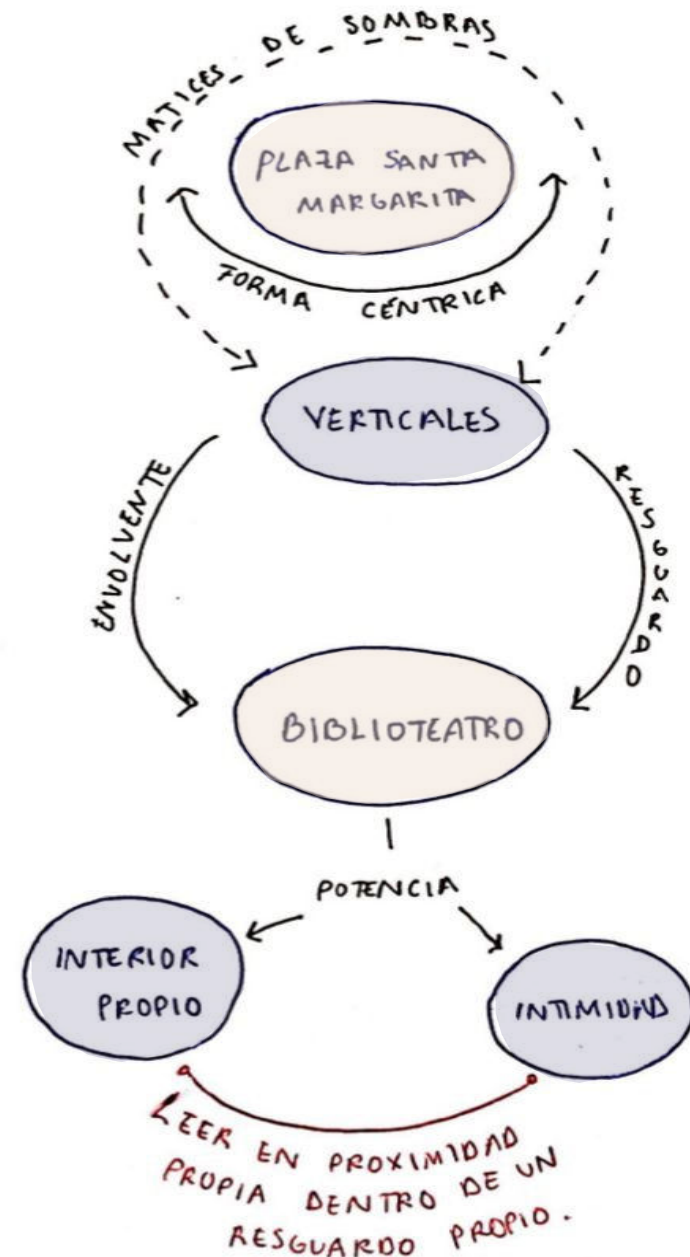 MATICES DE SOMBRAS
PLAZA SANTA
MARGARITA
FORMA CÉNTRICA
VERTICALES
ENVOLVENTE
RESGUARDO
BIBLIOTEATRO
POTENCIA
INTERIOR
PROPIO
INTIMIDAD
LEER EN PROXIMIDAD
PROPIA DENTRO DE UN
RESGUARDO PROPIO.